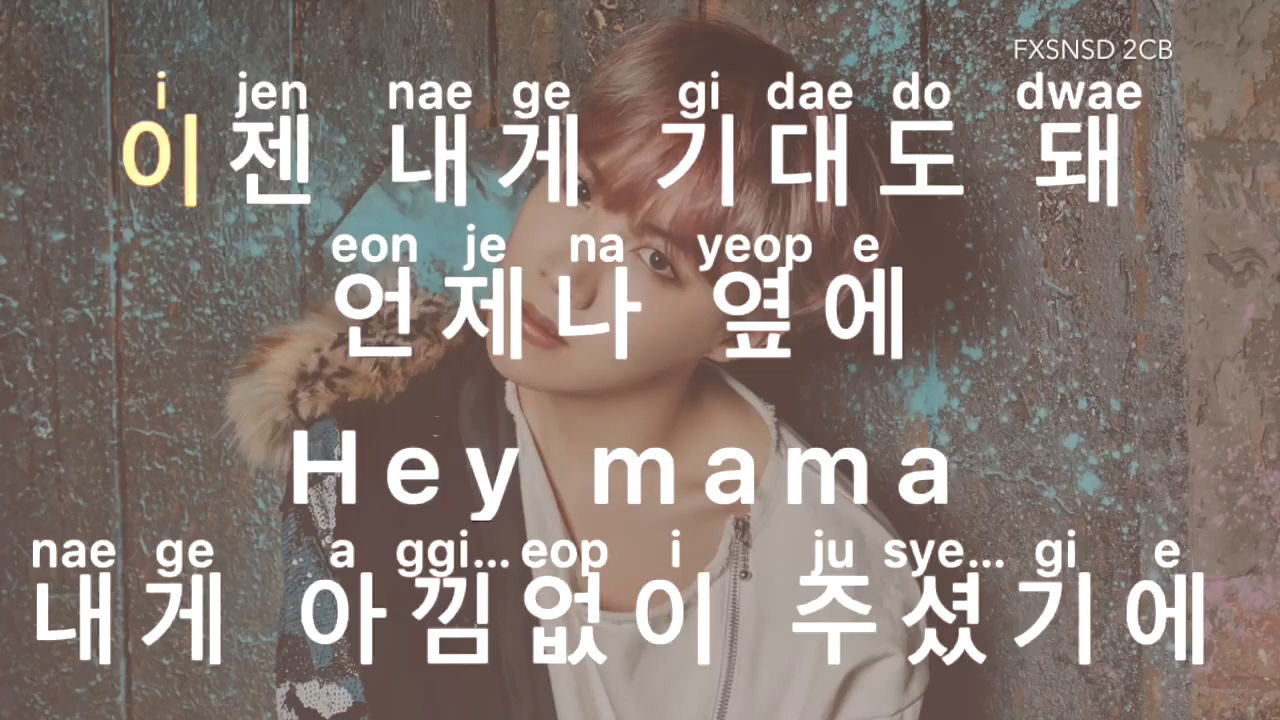 FXSNSD 2CB
i jen nae ge gi dae do dwae
이젠 내게 기대도 돼
eon je na yeop e
언제나 옆에
Hey mama
nae ge a ggi... eop i ju sye... gi e
내게 아낌없이 주셨기에